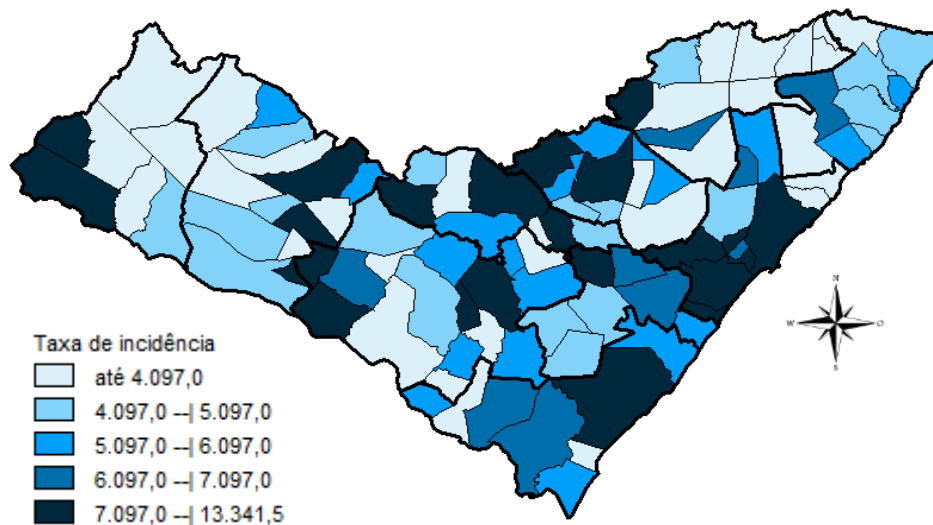 N
W
O
S
Taxa de incidência
até 4.097,0
4.097,0 --| 5.097,0
5.097,0 --| 6.097,0
6.097,0 --| 7.097,0
7.097,0 --| 13.341,5